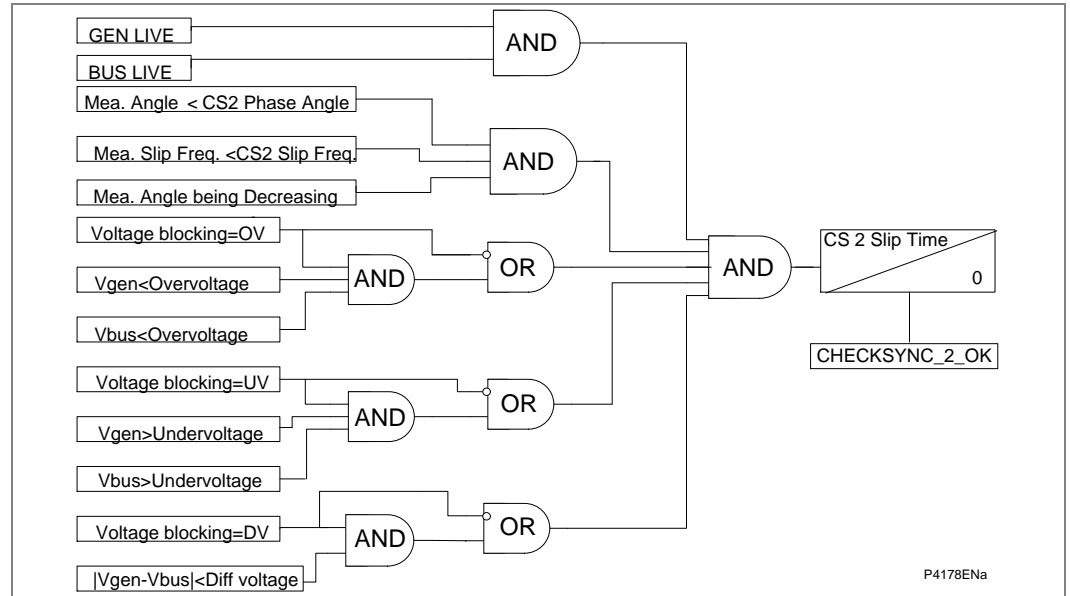 GEN LIVE
AND
BUS LIVE
Mea. Angle < CS2 Phase Angle
Mea. Slip Freq. <CS2 Slip Freq.
AND
Mea. Angle being Decreasing
Voltage blocking=OV
Vgen<Overvoltage
AND
OR
Vbus<Overvoltage
AND
CS 2 Slip Time
0
CHECKSYNC_2_OK
Voltage blocking=UV
Vgen>Undervoltage
AND
OR
Vbus>Undervoltage
Voltage blocking=DV
AND
OR
|Vgen-Vbus|<Diff voltage
P4178ENa